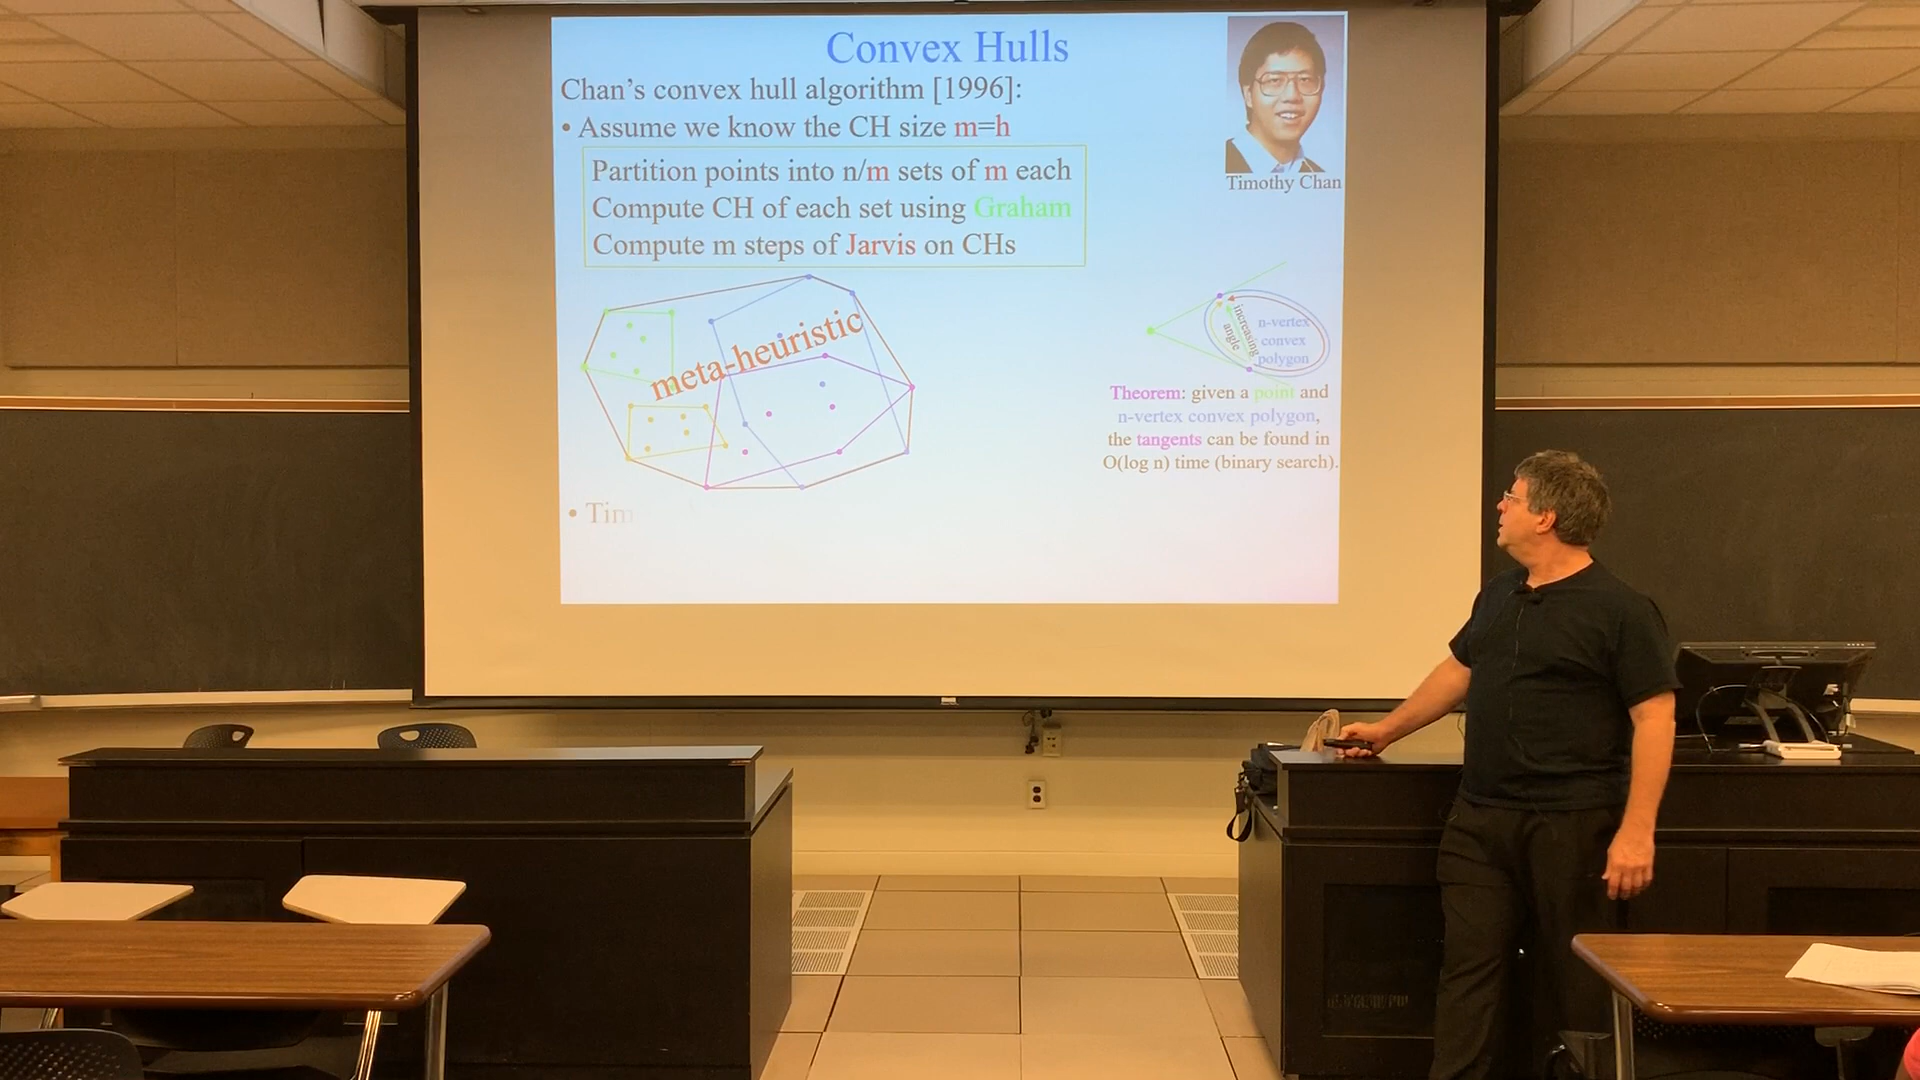 Convex Hulls
Chan's convex hull algorithm [1996]:
• Assume we know the CH size m=h
Partition points into n/m sets of m each
Compute CH of each set using Graham
Compute m steps of Jarvis on CHs
Timothy Chan
meta-heuristic
increasing
angle
n-vertex
convex
polygon
Theorem: given a point and
n-vertex convex polygon,
the tangents can be found in
O(log n) time (binary search).
• Tim